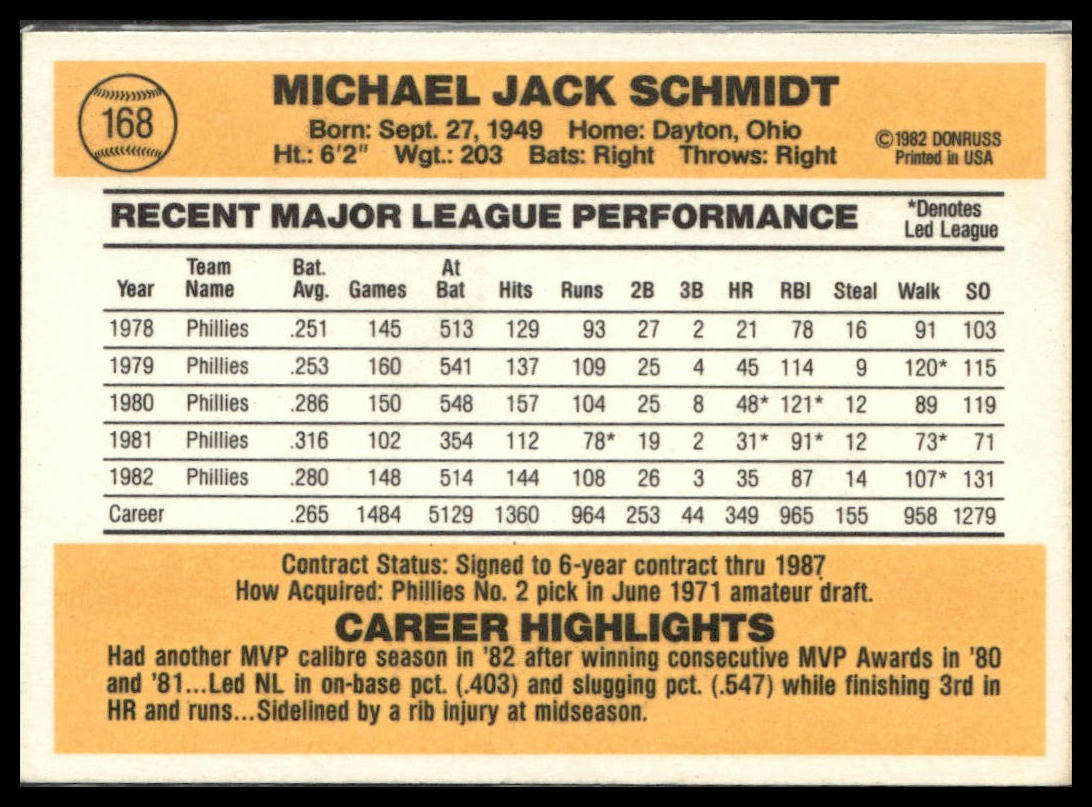 168
MICHAEL JACK SCHMIDT
Born: Sept. 27, 1949 Home: Dayton, Ohio
Ht.: 6'2" Wgt.: 203 Bats: Right Throws: Right
©1982 DONRUSS
Printed in USA
RECENT MAJOR LEAGUE PERFORMANCE
*Denotes
Led League
Year Team Name Bat. Avg. Games At Bat Hits Runs 2B 3B HR RBI Steal Walk SO
1978 Phillies .251 145 513 129 93 27 2 21 78 16 91 103
1979 Phillies .253 160 541 137 109 25 4 45 114 9 120* 115
1980 Phillies .286 150 548 157 104 25 8 48* 121* 12 89 119
1981 Phillies .316 102 354 112 78* 19 2 31* 91* 12 73* 71
1982 Phillies .280 148 514 144 108 26 3 35 87 14 107* 131
Career .265 1484 5129 1360 964 253 44 349 965 155 958 1279
Contract Status: Signed to 6-year contract thru 1987
How Acquired: Phillies No. 2 pick in June 1971 amateur draft.
CAREER HIGHLIGHTS
Had another MVP calibre season in '82 after winning consecutive MVP Awards in '80
and '81...Led NL in on-base pct. (.403) and slugging pct. (.547) while finishing 3rd in
HR and runs...Sidelined by a rib injury at midseason.